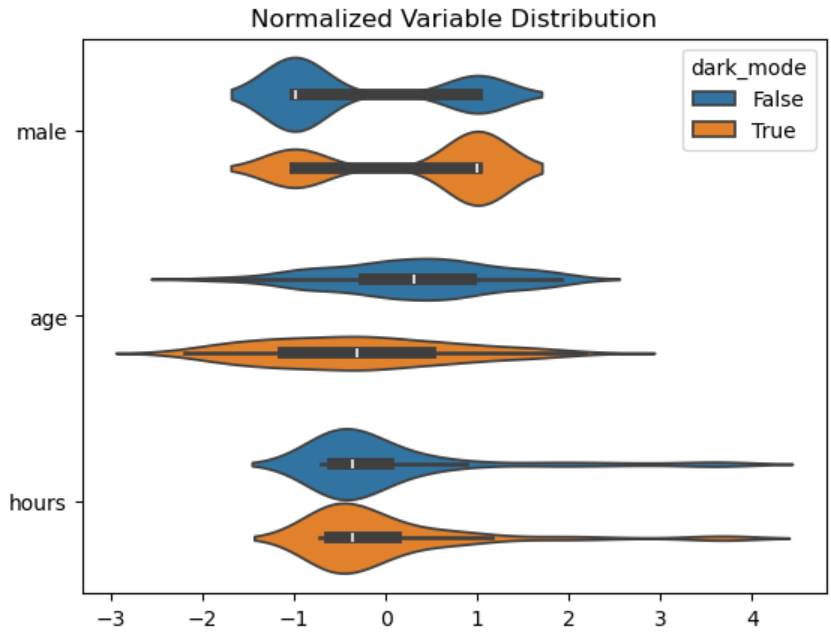 Normalized Variable Distribution
dark_mode
False
True
male
age
hours
−3 −2 −1 0 1 2 3 4